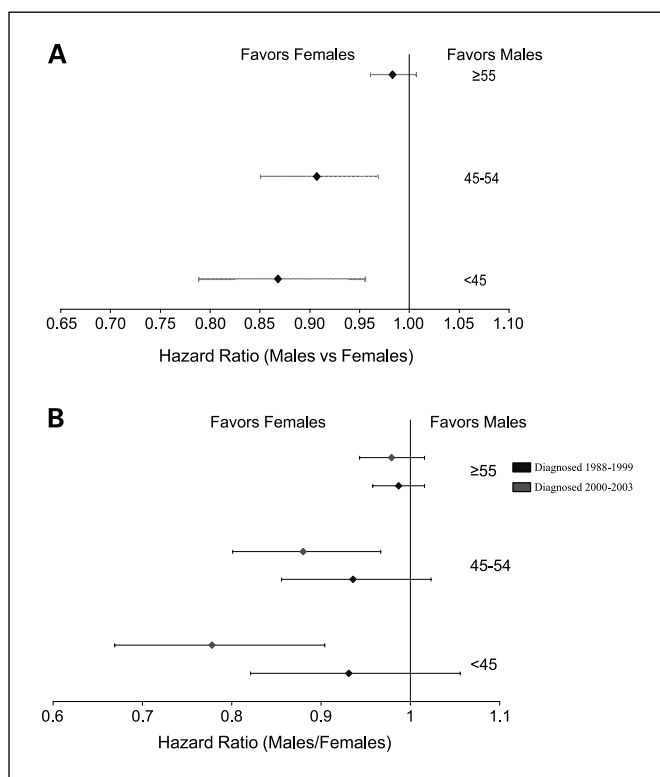 A
Favors Females Favors Males
≥55
45-54
<45
0.65 0.70 0.75 0.80 0.85 0.90 0.95 1.00 1.05 1.10
Hazard Ratio (Males vs Females)
B
Favors Females Favors Males
≥55
Diagnosed 1988-1999
Diagnosed 2000-2003
45-54
<45
0.6 0.7 0.8 0.9 1 1.1
Hazard Ratio (Males/Females)